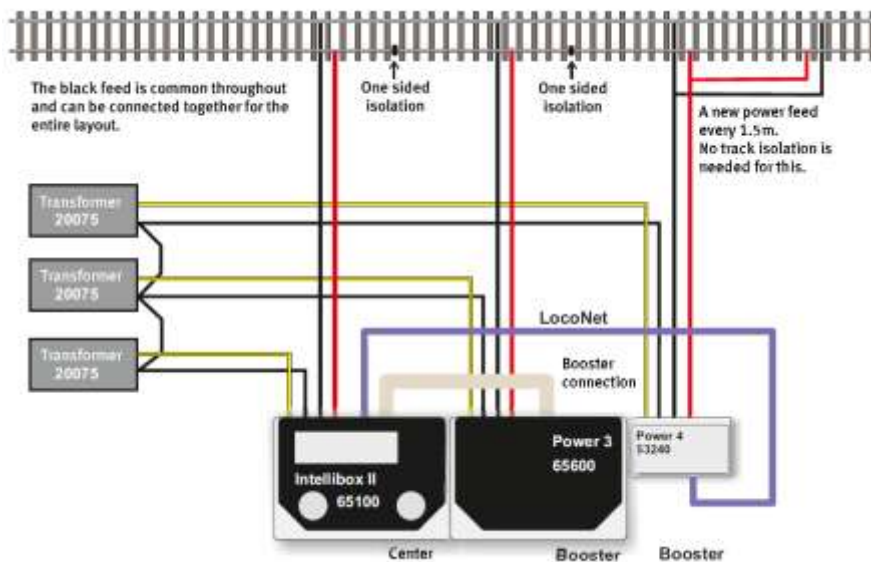 The black feed is common throughout
and can be connected together for the
entire layout.
One sided
isolation
One sided
isolation
A new power feed
every 1.5m.
No track isolation is
needed for this.
Transformer
20075
Transformer
20075
Transformer
20075
LocoNet
Booster
connection
Power 3
65600
Power 4
53240
Intellibox II
65100
Center
Booster
Booster